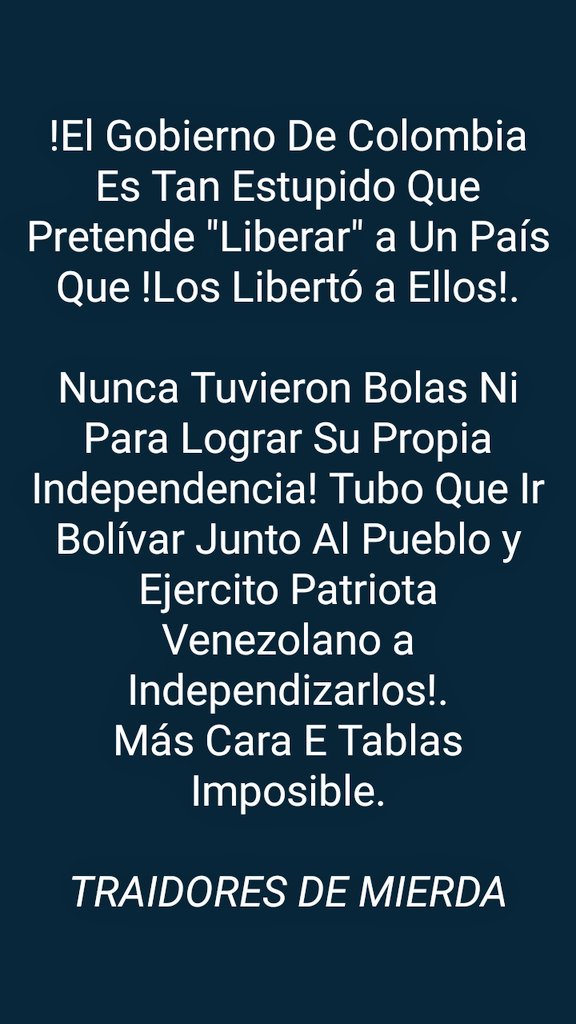 !El Gobierno De Colombia
Es Tan Estupido Que
Pretende "Liberar" a Un País
Que !Los Libertó a Ellos!.
Nunca Tuvieron Bolas Ni
Para Lograr Su Propia
Independencia! Tubo Que Ir
Bolívar Junto Al Pueblo y
Ejercito Patriota
Venezolano a
Independizarlos!.
Más Cara E Tablas
Imposible.
TRAIDORES DE MIERDA